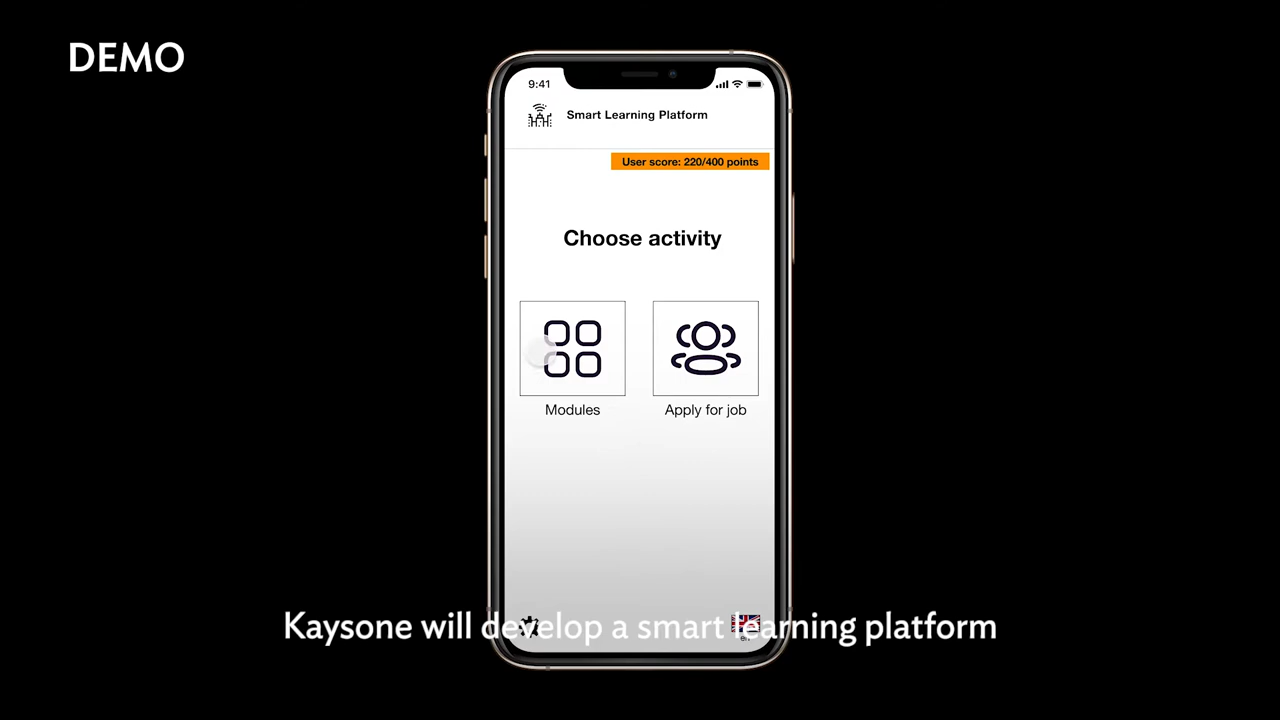 DEMO
9:41
Smart Learning Platform
User score: 220/400 points
Choose activity
Modules
Apply for job
Kaysone will develop a smart learning platform